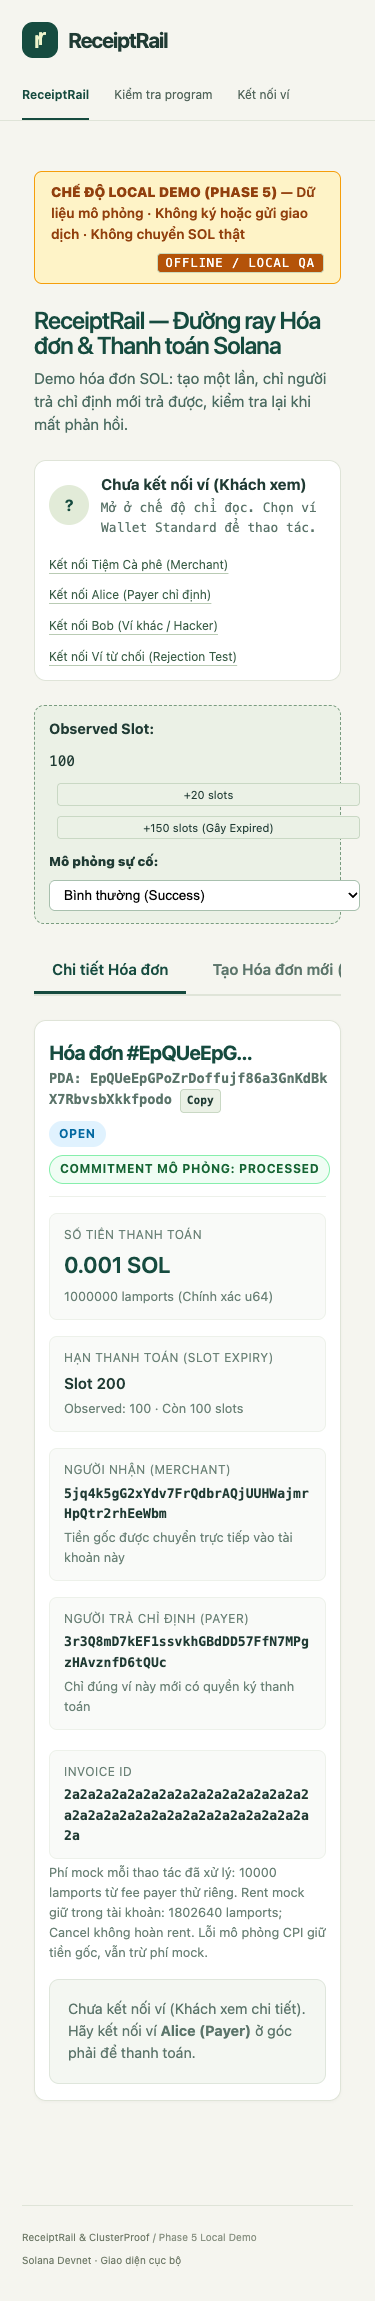 ReceiptRail
ReceiptRail
Kiểm tra program
Kết nối ví
CHẾ ĐỘ LOCAL DEMO (PHASE 5) — Dữ
liệu mô phỏng · Không ký hoặc gửi giao
dịch · Không chuyển SOL thật
OFFLINE / LOCAL QA
ReceiptRail — Đường ray Hóa
đơn & Thanh toán Solana
Demo hóa đơn SOL: tạo một lần, chỉ người
trả chỉ định mới trả được, kiểm tra lại khi
mất phản hồi.
?
Chưa kết nối ví (Khách xem)
Mở ở chế độ chỉ đọc. Chọn ví
Wallet Standard để thao tác.
Kết nối Tiệm Cà phê (Merchant)
Kết nối Alice (Payer chỉ định)
Kết nối Bob (Ví khác / Hacker)
Kết nối Ví từ chối (Rejection Test)
Observed Slot:
100
+20 slots
+150 slots (Gây Expired)
Mô phỏng sự cố:
Bình thường (Success)
Chi tiết Hóa đơn
Tạo Hóa đơn mới (
Hóa đơn #EpQUeEpG...
PDA: EpQUeEpGPoZrDoffujf86a3GnKdBk
X7RbvsbXkkfpodo Copy
OPEN
COMMITMENT MÔ PHỎNG: PROCESSED
SỐ TIỀN THANH TOÁN
0.001 SOL
1000000 lamports (Chính xác u64)
HẠN THANH TOÁN (SLOT EXPIRY)
Slot 200
Observed: 100 · Còn 100 slots
NGƯỜI NHẬN (MERCHANT)
5jq4k5gG2xYdv7FrQdbrAQjUUHWajmr
HpQtr2rhEeWbm
Tiền gốc được chuyển trực tiếp vào tài
khoản này
NGƯỜI TRẢ CHỈ ĐỊNH (PAYER)
3r3Q8mD7kEF1ssvkhGBdDD57FfN7MPg
zHAvznfD6tQUc
Chỉ đúng ví này mới có quyền ký thanh
toán
INVOICE ID
2a2a2a2a2a2a2a2a2a2a2a2a2a2a2a2
a2a2a2a2a2a2a2a2a2a2a2a2a2a2a2a
2a
Phí mock mỗi thao tác đã xử lý: 10000
lamports từ fee payer thử riêng. Rent mock
giữ trong tài khoản: 1802640 lamports;
Cancel không hoàn rent. Lỗi mô phỏng CPI giữ
tiền gốc, vẫn trừ phí mock.
Chưa kết nối ví (Khách xem chi tiết).
Hãy kết nối ví Alice (Payer) ở góc
phải để thanh toán.
ReceiptRail & ClusterProof / Phase 5 Local Demo
Solana Devnet · Giao diện cục bộ